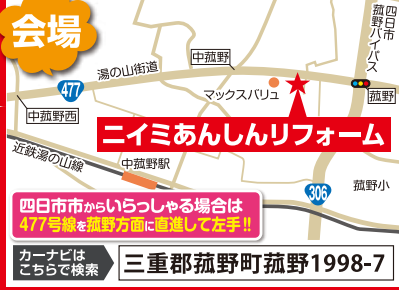 会場
四日市
菰野バイパス
中菰野
湯の山街道
477
マックスバリュ
菰野
中菰野西
ニイミあんしんリフォーム
近鉄湯の山線
中菰野駅
306
菰野小
四日市市からいらっしゃる場合は
477号線を菰野方面に直進して左手!!
カーナビは
こちらで検索
三重郡菰野町菰野1998-7